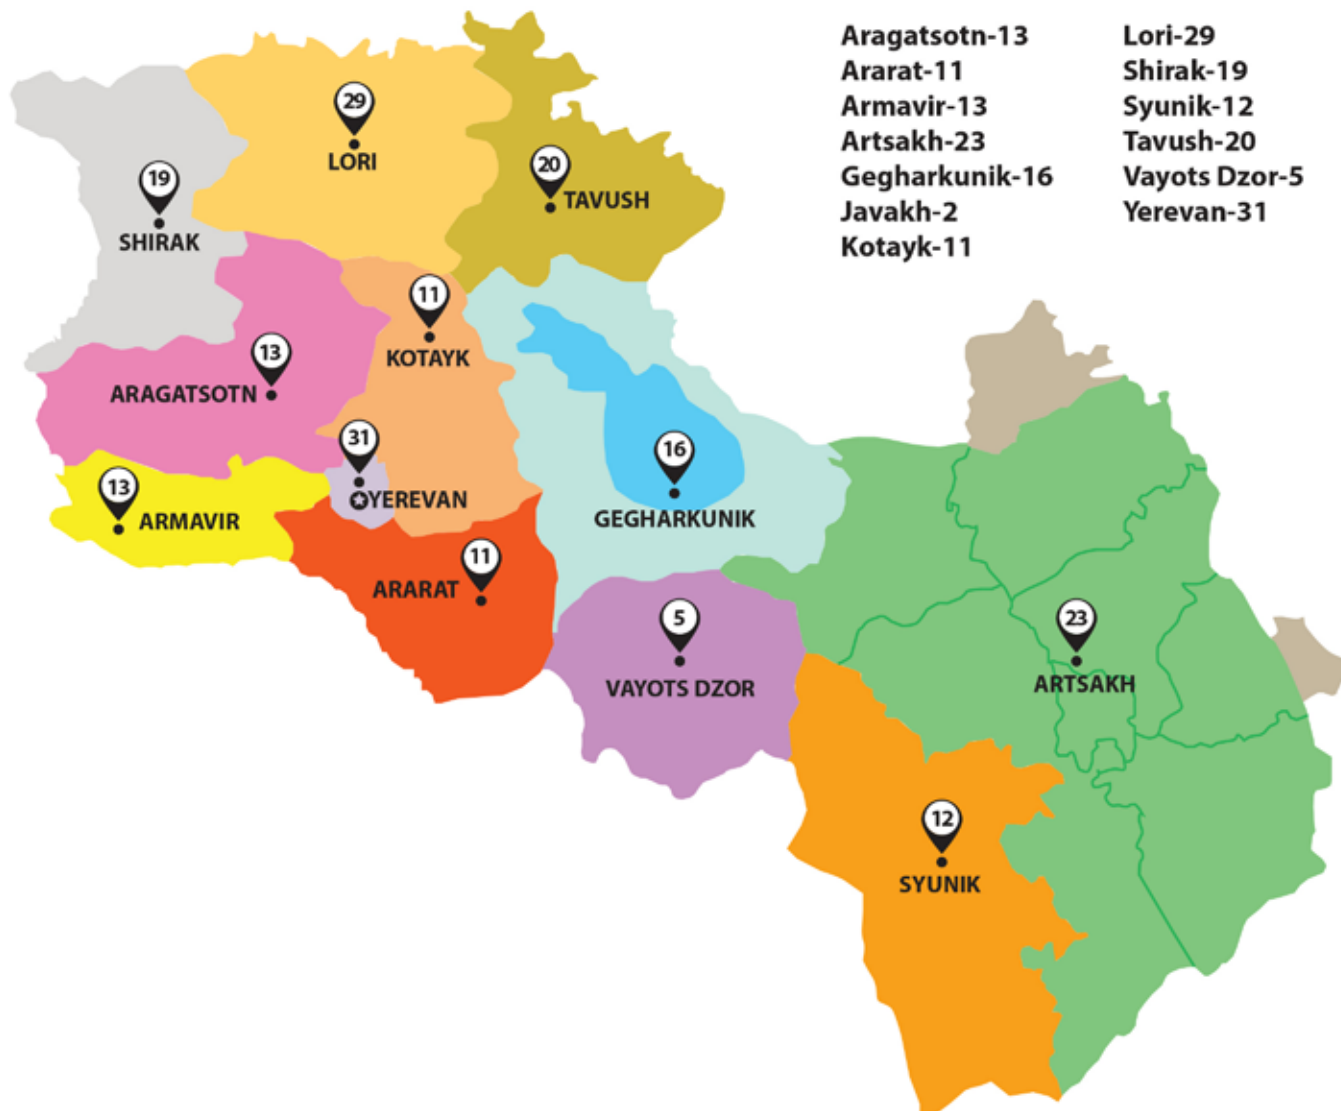 Aragatsotn-13
Ararat-11
Armavir-13
Artsakh-23
Gegharkunik-16
Javakh-2
Kotayk-11
Lori-29
Shirak-19
Syunik-12
Tavush-20
Vayots Dzor-5
Yerevan-31
29
LORI
20
TAVUSH
19
SHIRAK
11
KOTAYK
13
ARAGATSOTN
31
YEREVAN
16
GEGHARKUNIK
13
ARMAVIR
11
ARARAT
5
VAYOTS DZOR
23
ARTSAKH
12
SYUNIK